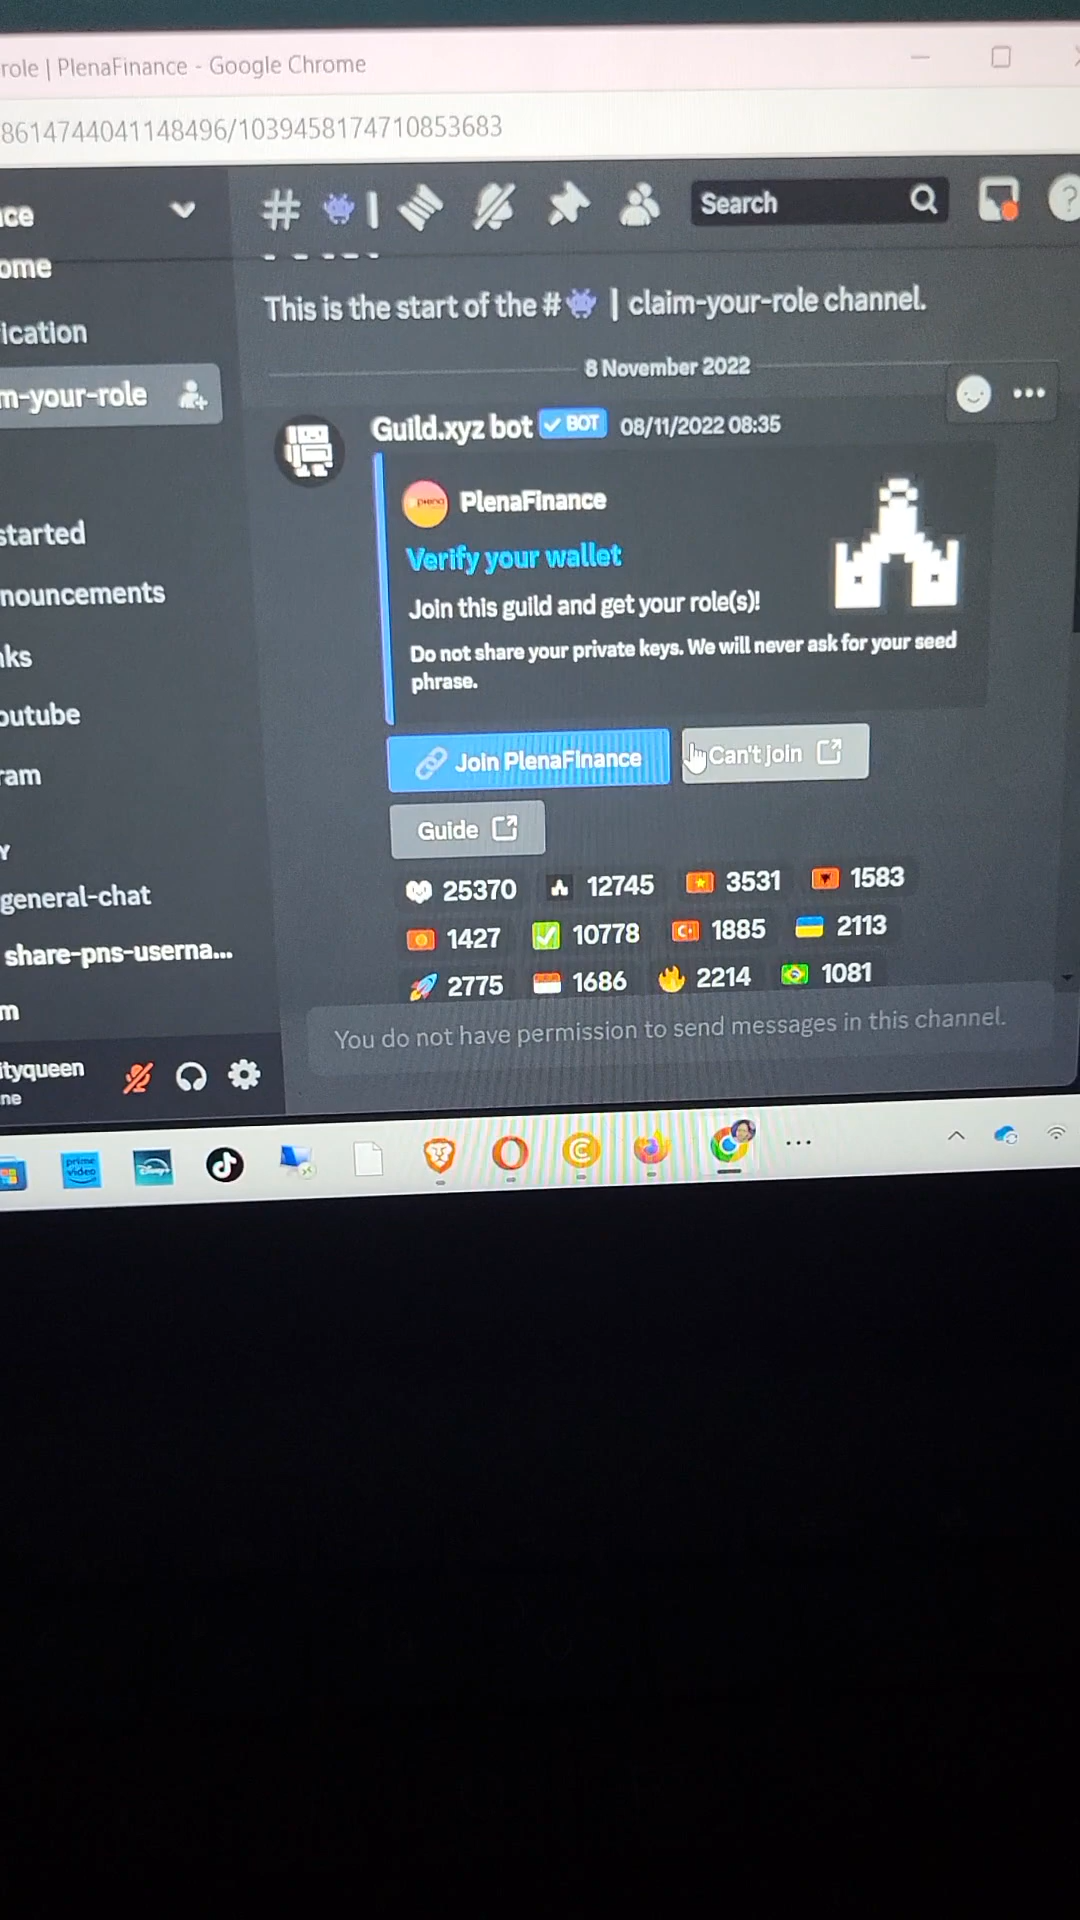 role | PlenaFinance - Google Chrome
8614744041148496/1039458174710853683
ce
Search
ome
This is the start of the # | claim-your-role channel.
ication
8 November 2022
m-your-role
Guild.xyz bot BOT 08/11/2022 08:35
PlenaFinance
started
Verify your wallet
nouncements
Join this guild and get your role(s)!
Do not share your private keys. We will never ask for your seed
phrase.
nks
outube
Join PlenaFinance
Can't join
ram
Guide
Y
general-chat
25370 12745 3531 1583
1427 10778 1885 2113
share-pns-userna...
2775 1686 2214 1081
m
You do not have permission to send messages in this channel.
ityqueen
ne
prime
video
Disney+